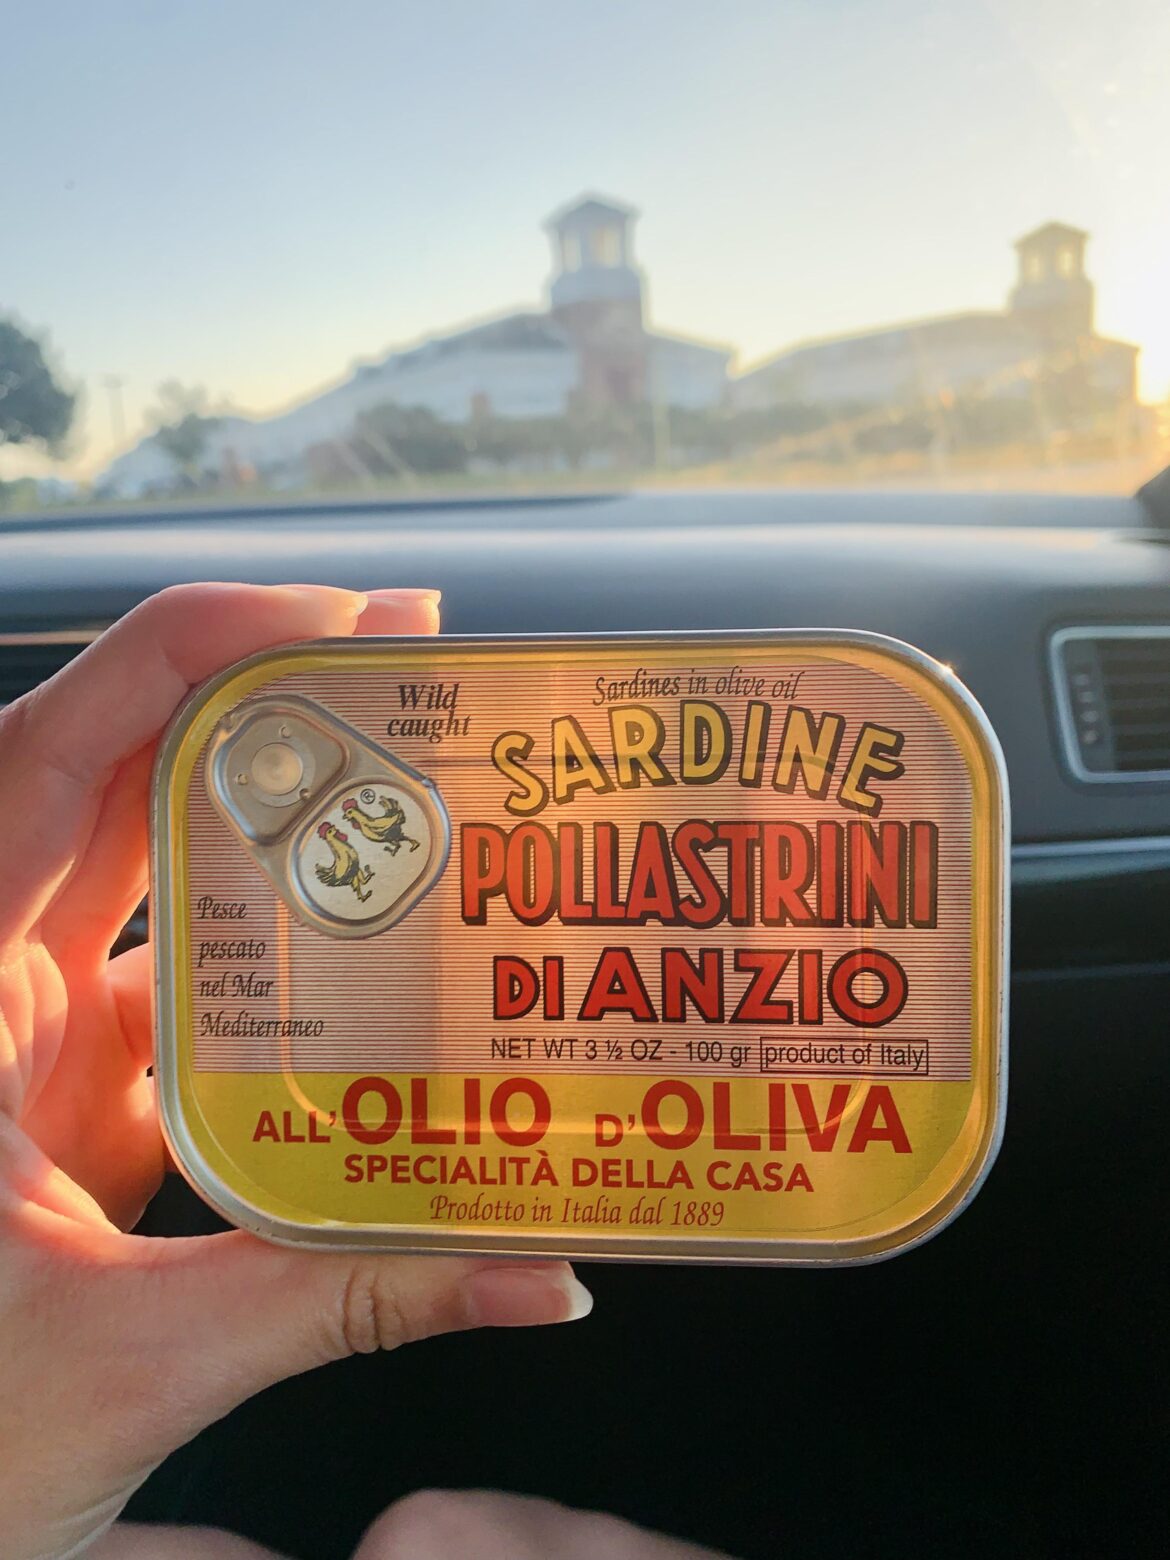 Wild
caught
Sardines in olive oil
SARDINE
POLLASTRINI
DI ANZIO
®
Pesce
pescato
nel Mar
Mediterraneo
NET WT 3 ½ OZ - 100 gr product of Italy
ALL'OLIO D'OLIVA
SPECIALITÀ DELLA CASA
Prodotto in Italia dal 1889